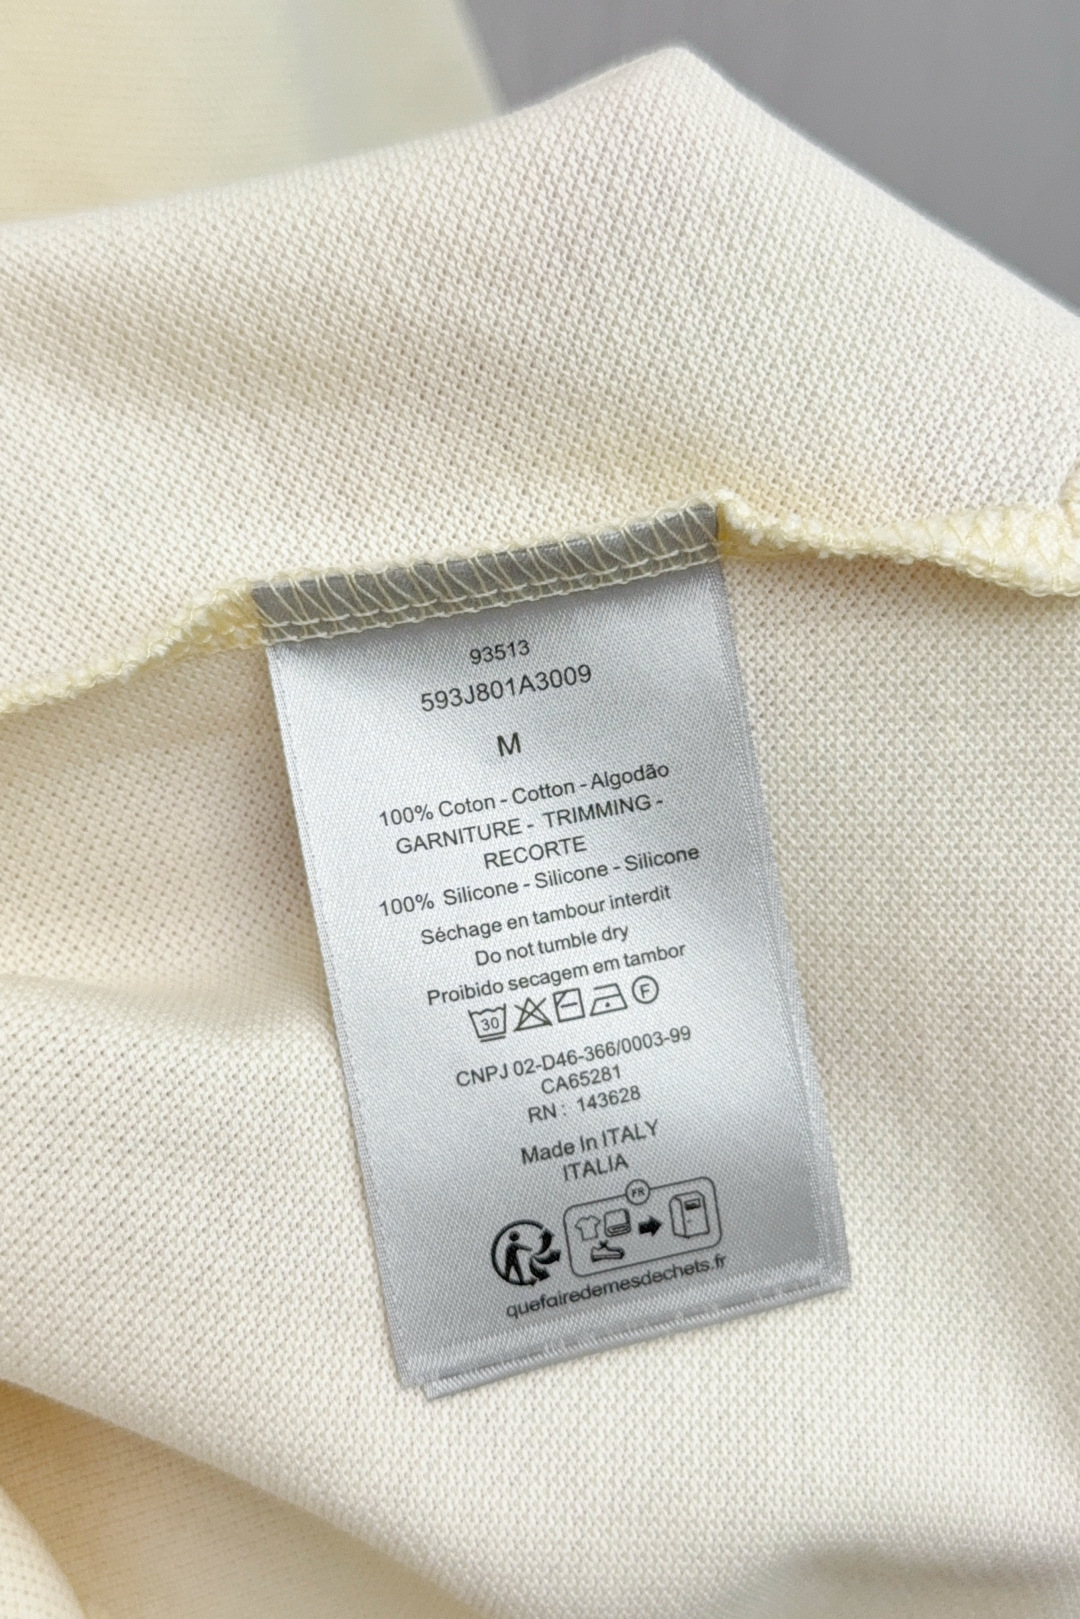 93513
593J801A3009
M
100% Coton - Cotton - Algodão
GARNITURE - TRIMMING -
RECORTE
100% Silicone - Silicone - Silicone
Séchage en tambour interdit
Do not tumble dry
Proibido secagem em tambor
30 F
CNPJ 02-D46-366/0003-99
CA65281
RN : 143628
Made In ITALY
ITALIA
FR
quefairedemesdechets.fr